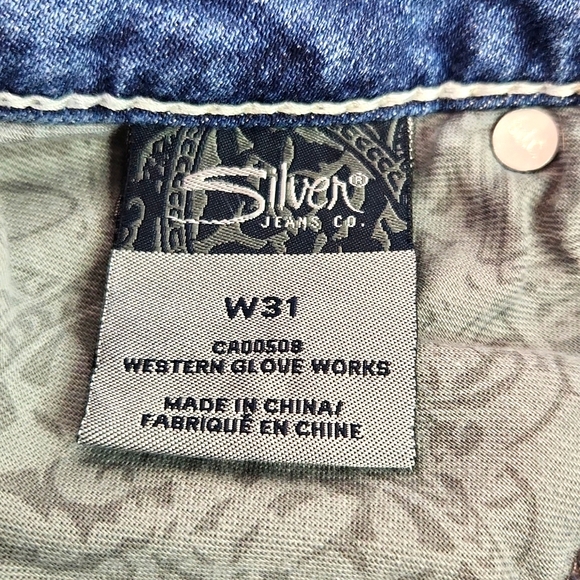 Silver®
JEANS CO.
W31
CA00508
WESTERN GLOVE WORKS
MADE IN CHINA/
FABRIQUÉ EN CHINE